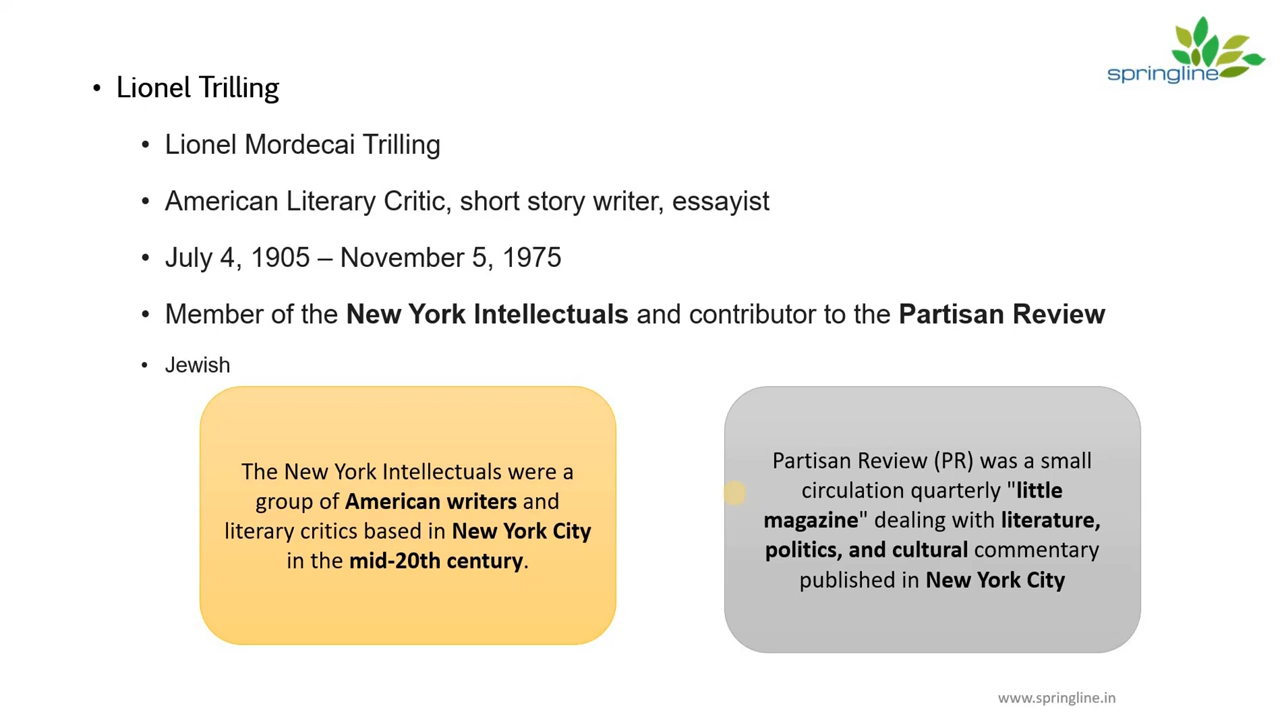 springline
• Lionel Trilling
• Lionel Mordecai Trilling
• American Literary Critic, short story writer, essayist
• July 4, 1905 – November 5, 1975
• Member of the New York Intellectuals and contributor to the Partisan Review
• Jewish
The New York Intellectuals were a
group of American writers and
literary critics based in New York City
in the mid-20th century.
Partisan Review (PR) was a small
circulation quarterly "little
magazine" dealing with literature,
politics, and cultural commentary
published in New York City
www.springline.in